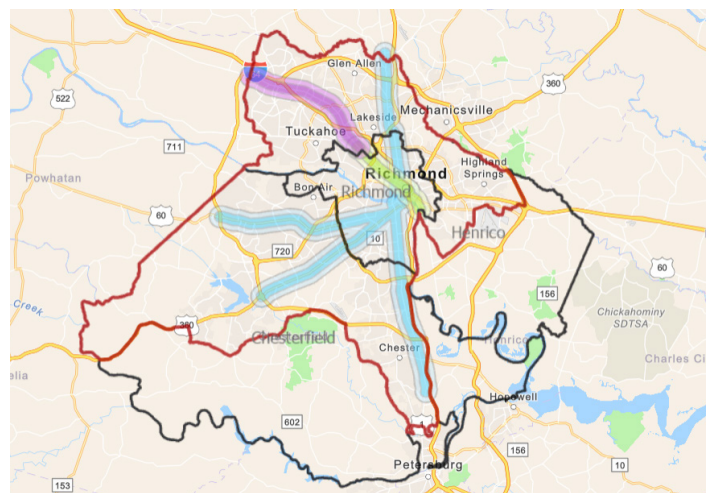 Glen Allen
360
522
Mechanicsville
Lakeside
Tuckahoe
711
Highland
Springs
Richmond
Powhatan
Bon Air
Richmond
60
Henrico
10
720
60
156
Creek
Chickahominy
SDTSA
360
Chesterfield
Henrico
Chester
Charles Ci
elia
Hopewell
602
156
10
Petersburg
153